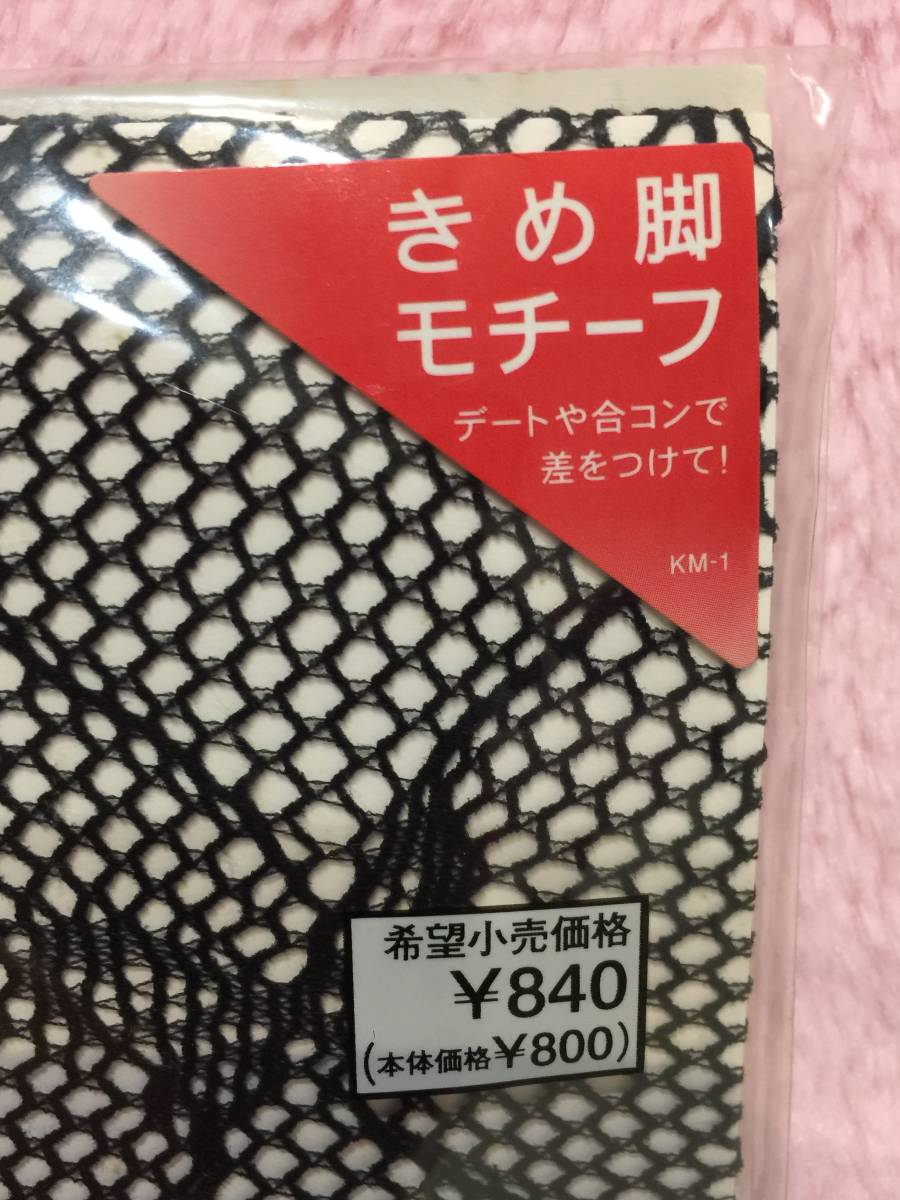 きめ脚
モチーフ
デートや合コンで
差をつけて!
KM-1
希望小売価格
¥840
(本体価格¥800)